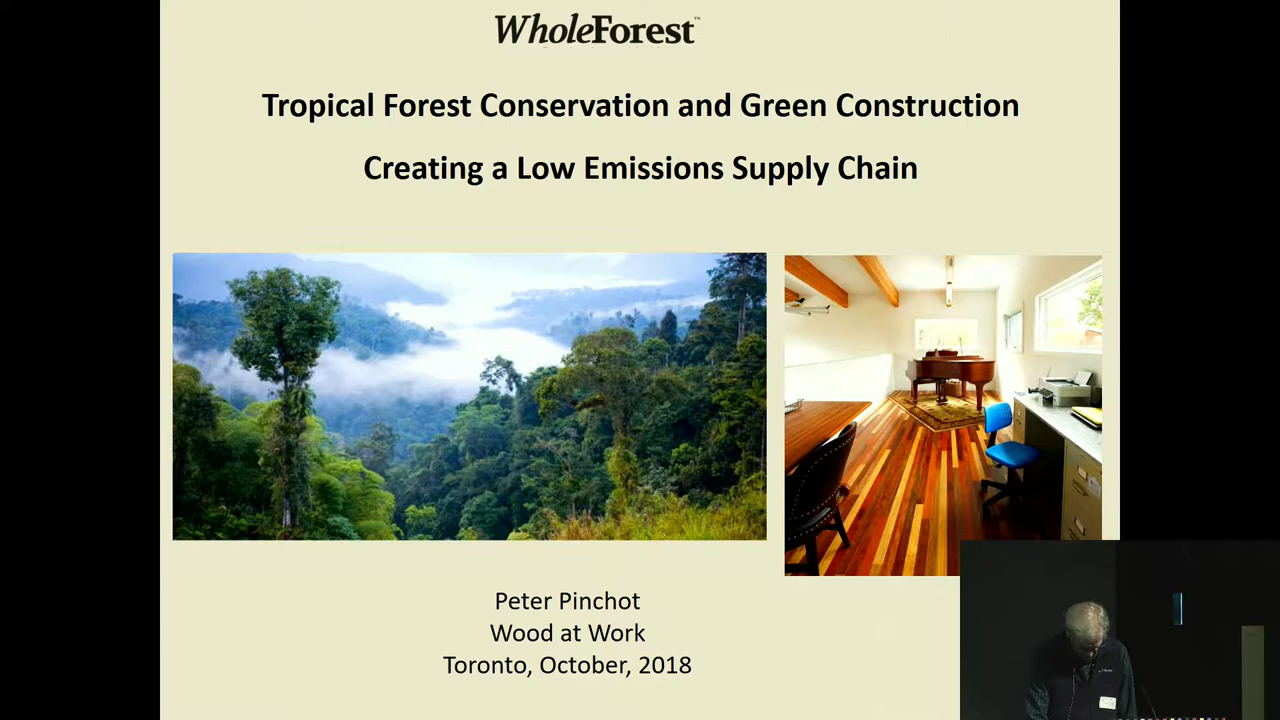 WholeForest™
Tropical Forest Conservation and Green Construction
Creating a Low Emissions Supply Chain
Peter Pinchot
Wood at Work
Toronto, October, 2018